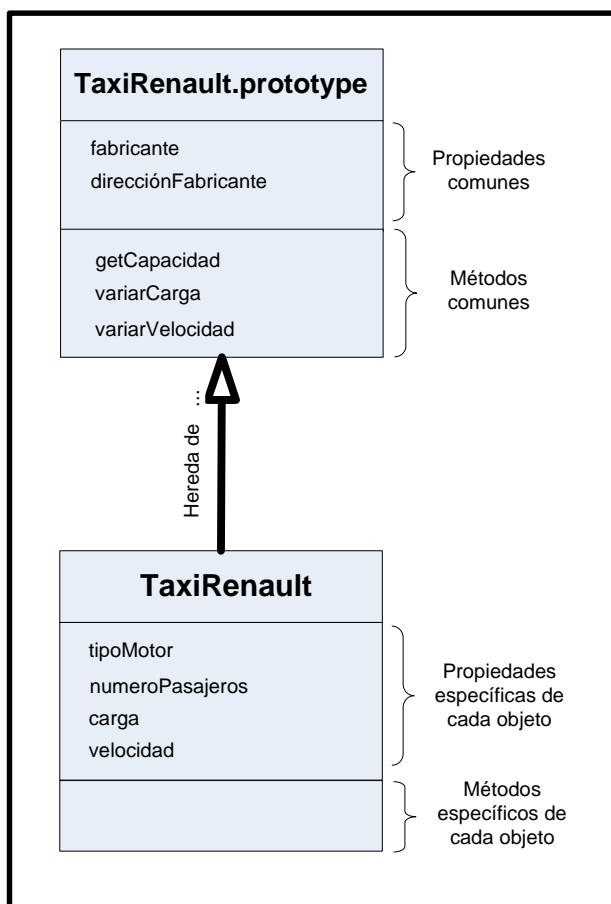 TaxiRenault.prototype
fabricante
direcciónFabricante
Propiedades
comunes
getCapacidad
variarCarga
variarVelocidad
Métodos
comunes
Hereda de ...
TaxiRenault
tipoMotor
numeroPasajeros
carga
velocidad
Propiedades
específicas de
cada objeto
Métodos
específicos de
cada objeto